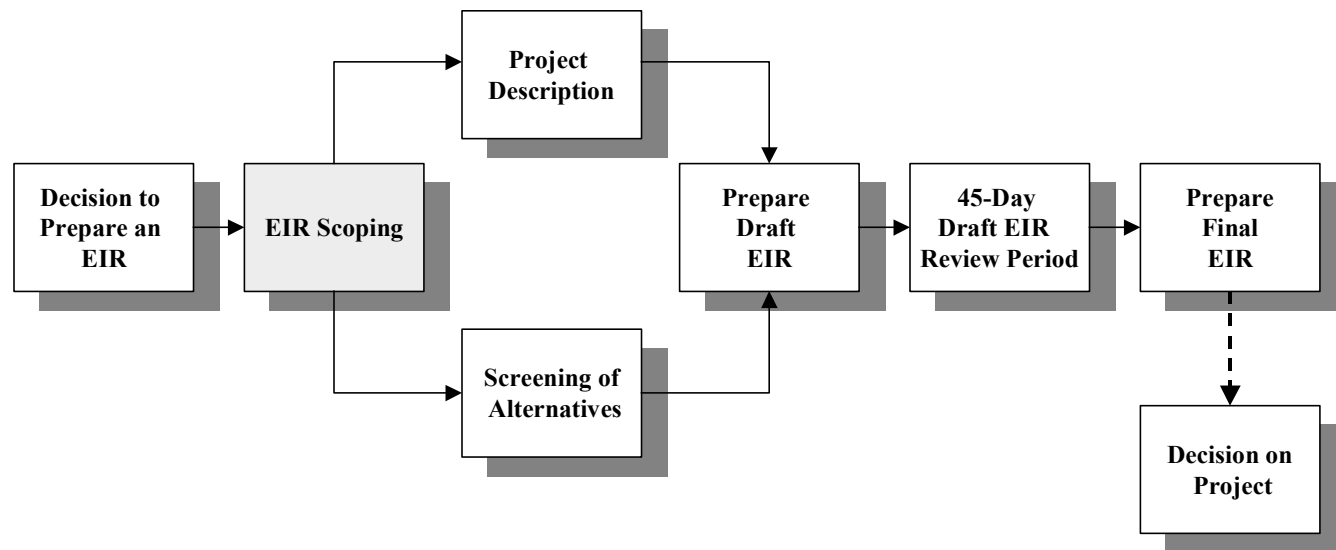 Project
Description
Decision to
Prepare an
EIR
EIR Scoping
Prepare
Draft
EIR
45-Day
Draft EIR
Review Period
Prepare
Final
EIR
Screening of
Alternatives
Decision on
Project